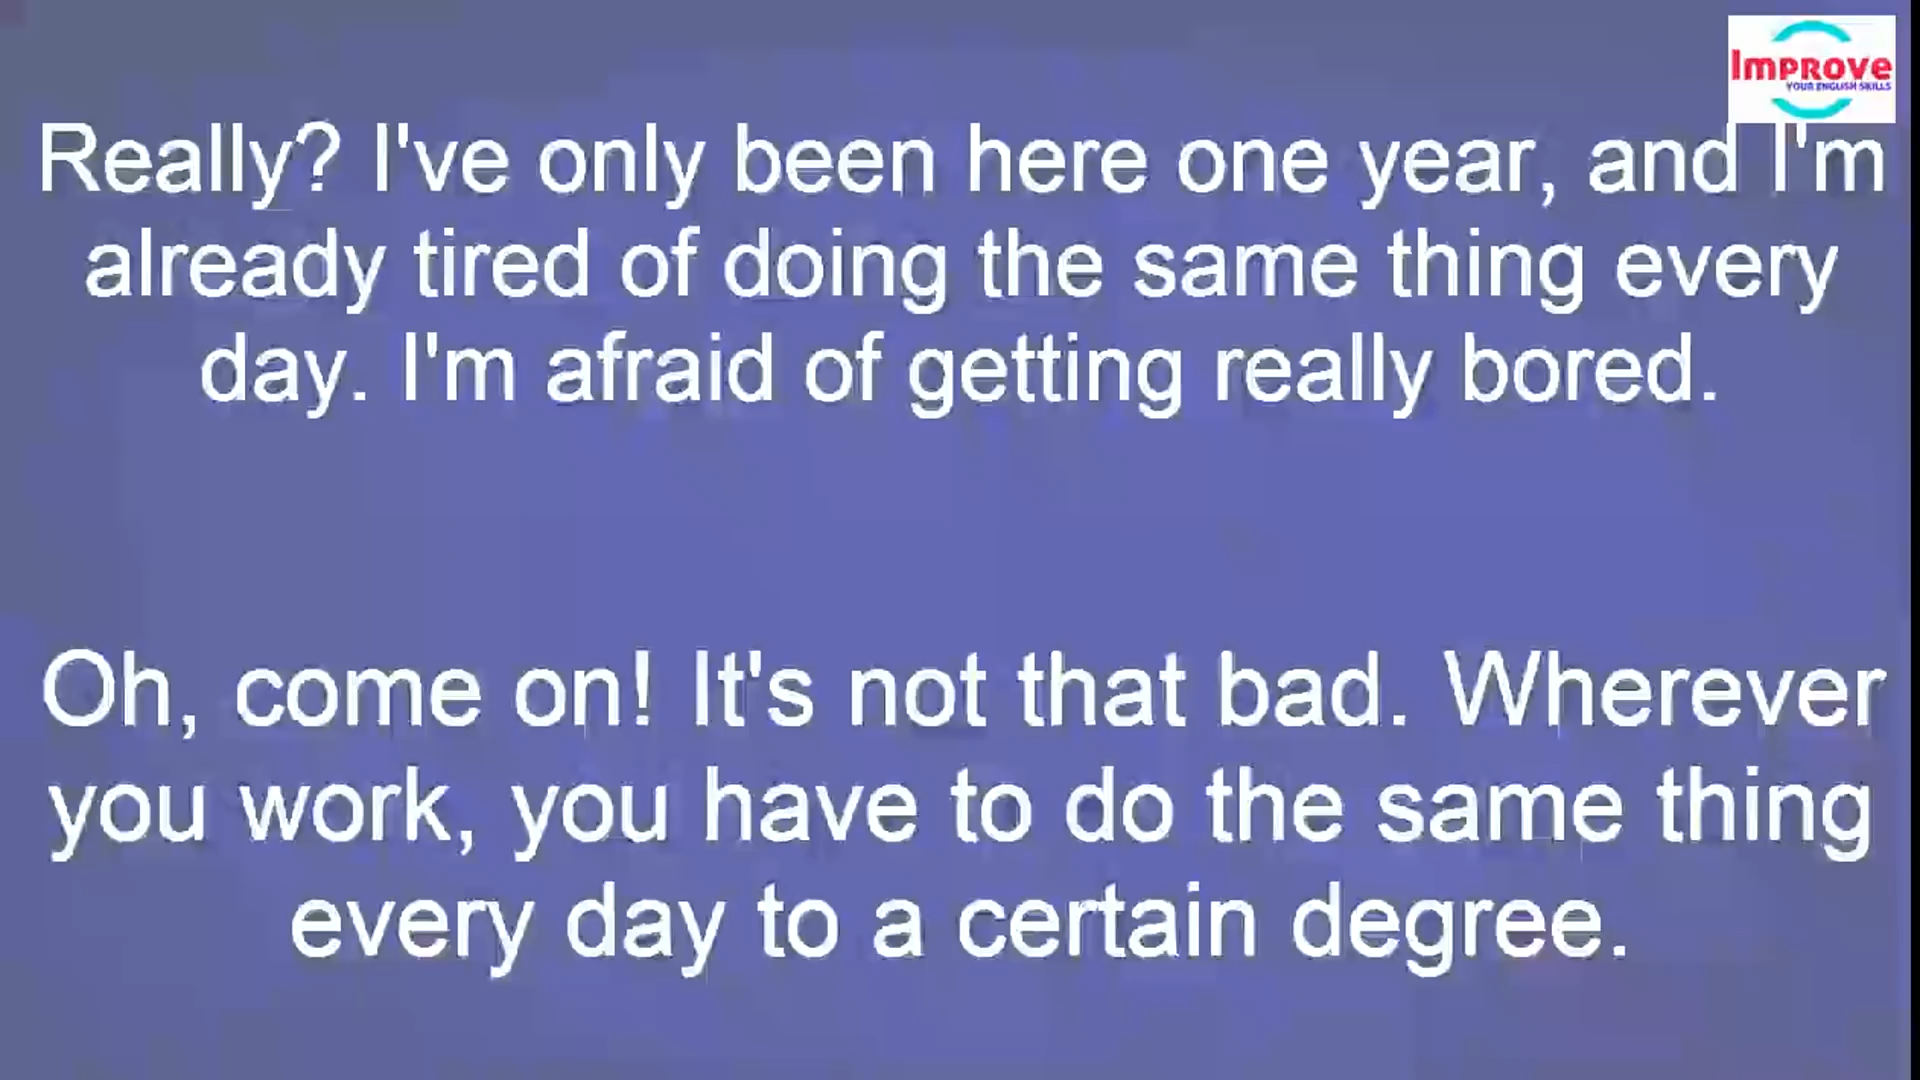 Improve
YOUR ENGLISH SKILLS
Really? I've only been here one year, and I'm
already tired of doing the same thing every
day. I'm afraid of getting really bored.
Oh, come on! It's not that bad. Wherever
you work, you have to do the same thing
every day to a certain degree.